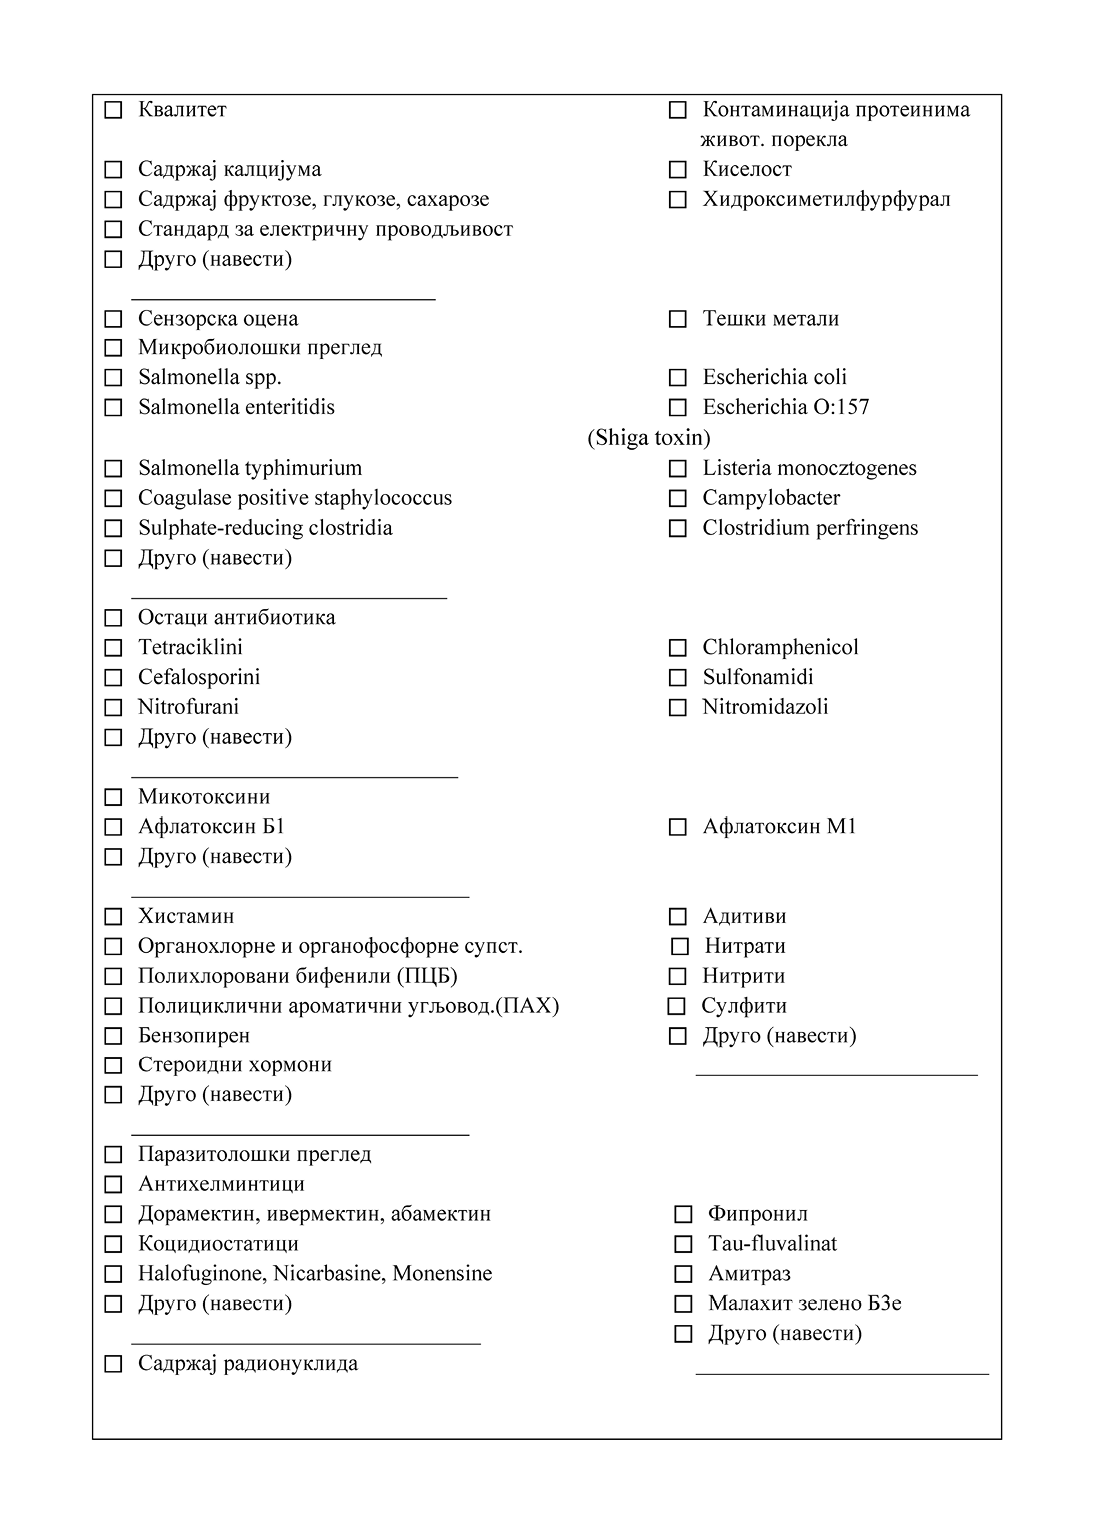 ☐ Квалитет ☐ Контаминација протеинима
живот. порекла
☐ Садржај калцијума ☐ Киселост
☐ Садржај фруктозе, глукозе, сахарозе ☐ Хидроксиметилфурфурал
☐ Стандард за електричну проводљивост
☐ Друго (навести)
☐ Сензорска оцена ☐ Тешки метали
☐ Микробиолошки преглед
☐ Salmonella spp. ☐ Escherichia coli
☐ Salmonella enteritidis ☐ Escherichia O:157
(Shiga toxin)
☐ Salmonella typhimurium ☐ Listeria monocztogenes
☐ Coagulase positive staphylococcus ☐ Campylobacter
☐ Sulphate-reducing clostridia ☐ Clostridium perfringens
☐ Друго (навести)
☐ Остаци антибиотика
☐ Tetraciklini ☐ Chloramphenicol
☐ Cefalosporini ☐ Sulfonamidi
☐ Nitrofurani ☐ Nitromidazoli
☐ Друго (навести)
☐ Микотоксини
☐ Афлатоксин Б1 ☐ Афлатоксин М1
☐ Друго (навести)
☐ Хистамин ☐ Адитиви
☐ Органохлорне и органофосфорне супст. ☐ Нитрати
☐ Полихлоровани бифенили (ПЦБ) ☐ Нитрити
☐ Полициклични ароматични угљовод.(ПАХ) ☐ Сулфити
☐ Бензопирен ☐ Друго (навести)
☐ Стероидни хормони
☐ Друго (навести)
☐ Паразитолошки преглед
☐ Антихелминтици
☐ Дорамектин, ивермектин, абамектин ☐ Фипронил
☐ Коцидиостатици ☐ Tau-fluvalinat
☐ Halofuginone, Nicarbasine, Monensine ☐ Амитраз
☐ Друго (навести) ☐ Малахит зелено Б3е
☐ Друго (навести)
☐ Садржај радионуклида